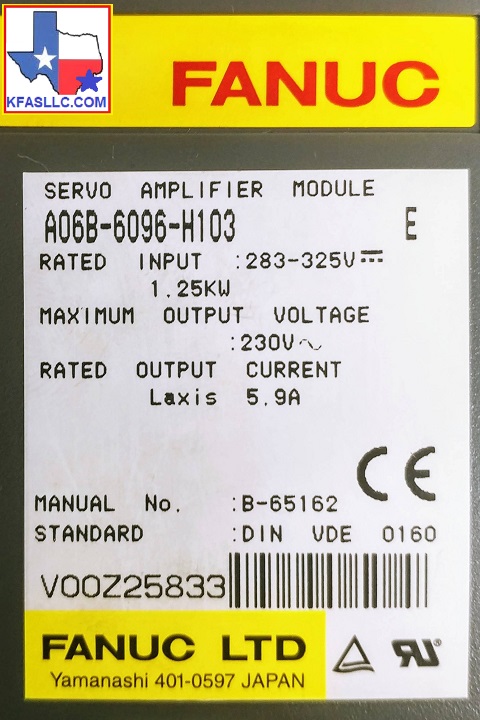 KFASLLC.COM
FANUC
SERVO AMPLIFIER MODULE
A06B-6096-H103 E
RATED INPUT :283-325V⎓
1.25KW
MAXIMUM OUTPUT VOLTAGE
:230V～
RATED OUTPUT CURRENT
Laxis 5.9A
CE
MANUAL No. :B-65162
STANDARD :DIN VDE 0160
V00Z25833
FANUC LTD
Yamanashi 401-0597 JAPAN